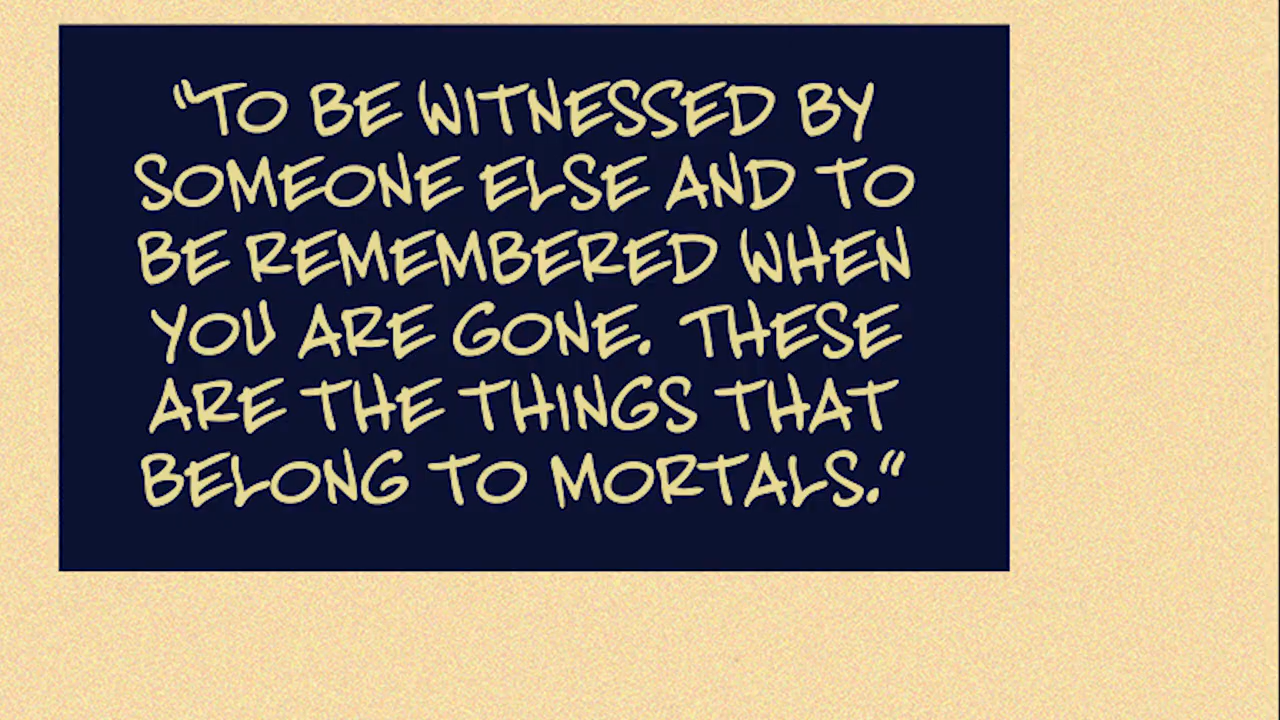 "TO BE WITNESSED BY
SOMEONE ELSE AND TO
BE REMEMBERED WHEN
YOU ARE GONE. THESE
ARE THE THINGS THAT
BELONG TO MORTALS."